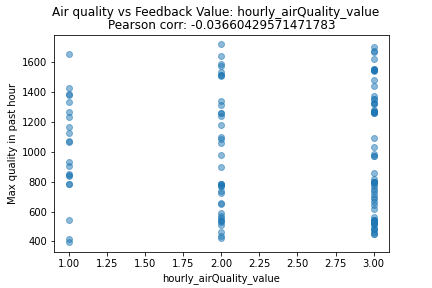 Air quality vs Feedback Value: hourly_airQuality_value
Pearson corr: -0.03660429571471783
1600
1400
1200
1000
800
600
400
Max quality in past hour
1.00 1.25 1.50 1.75 2.00 2.25 2.50 2.75 3.00
hourly_airQuality_value